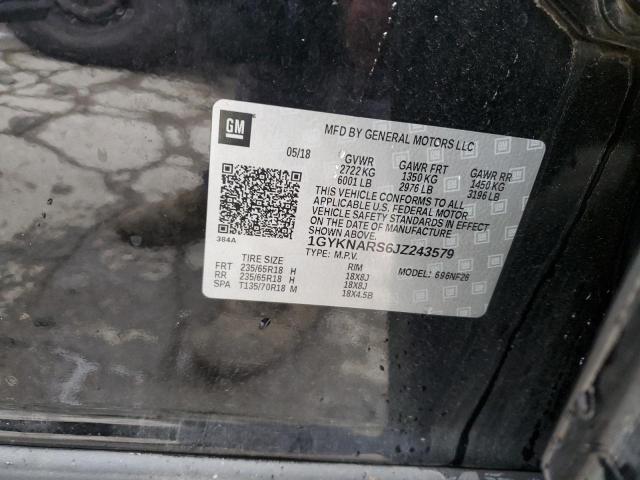 GM
MFD BY GENERAL MOTORS LLC
05/18 GVWR GAWR FRT GAWR RR
2722 KG 1350 KG 1450 KG
6001 LB 2976 LB 3196 LB
THIS VEHICLE CONFORMS TO ALL
APPLICABLE U.S. FEDERAL MOTOR
VEHICLE SAFETY STANDARDS IN EFFECT
ON THE DATE OF MANUFACTURE
1GYKNARS6JZ243579
384A
TYPE: M.P.V. MODEL: 6NF26
TIRE SIZE RIM
FRT 235/65R18 H 18X8J
RR 235/65R18 H 18X8J
SPA T135/70R18 M 18X4.5B